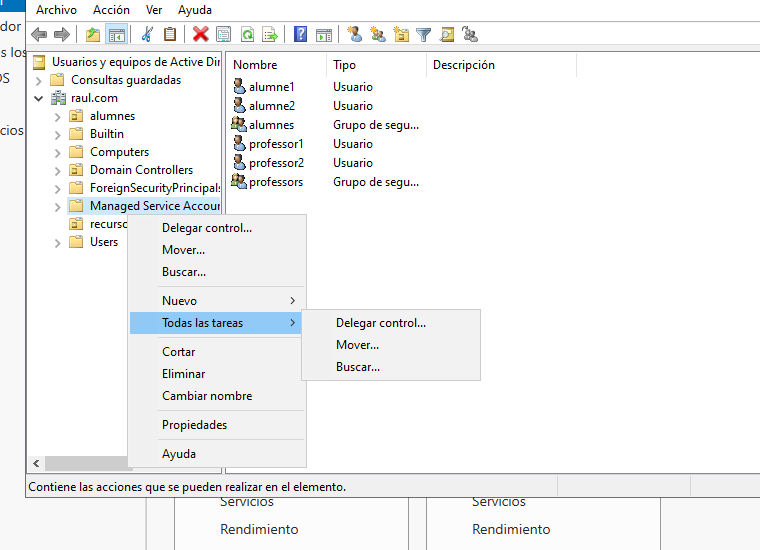 dor
s los
OS
cios
Archivo Acción Ver Ayuda
Usuarios y equipos de Active Dir
Consultas guardadas
raul.com
alumnes
Builtin
Computers
Domain Controllers
ForeignSecurityPrincipals
Managed Service Accoun
recurso
Users
Nombre Tipo Descripción
alumne1 Usuario
alumne2 Usuario
alumnes Grupo de segu...
professor1 Usuario
professor2 Usuario
professors Grupo de segu...
Delegar control...
Mover...
Buscar...
Nuevo
Todas las tareas
Cortar
Eliminar
Cambiar nombre
Propiedades
Ayuda
Delegar control...
Mover...
Buscar...
Contiene las acciones que se pueden realizar en el elemento.
Servicios Servicios
Rendimiento Rendimiento